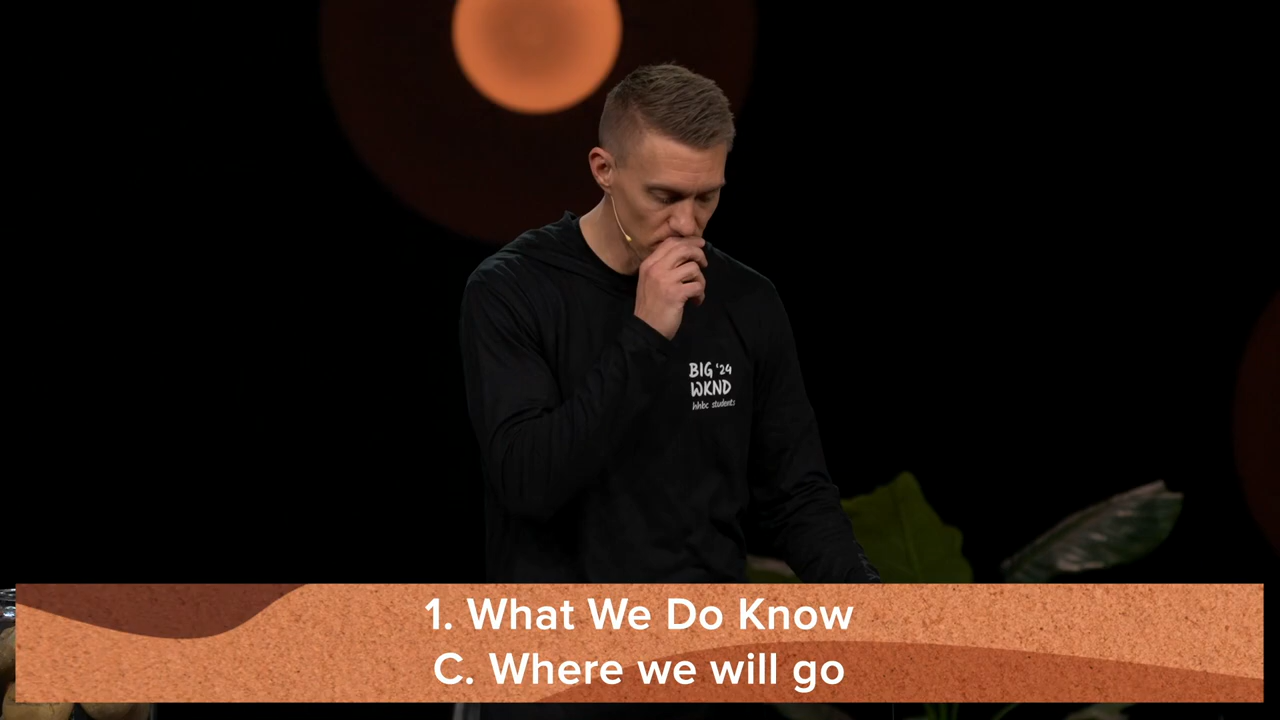 BIG '24
WKND
hhbc students
1. What We Do Know
C. Where we will go